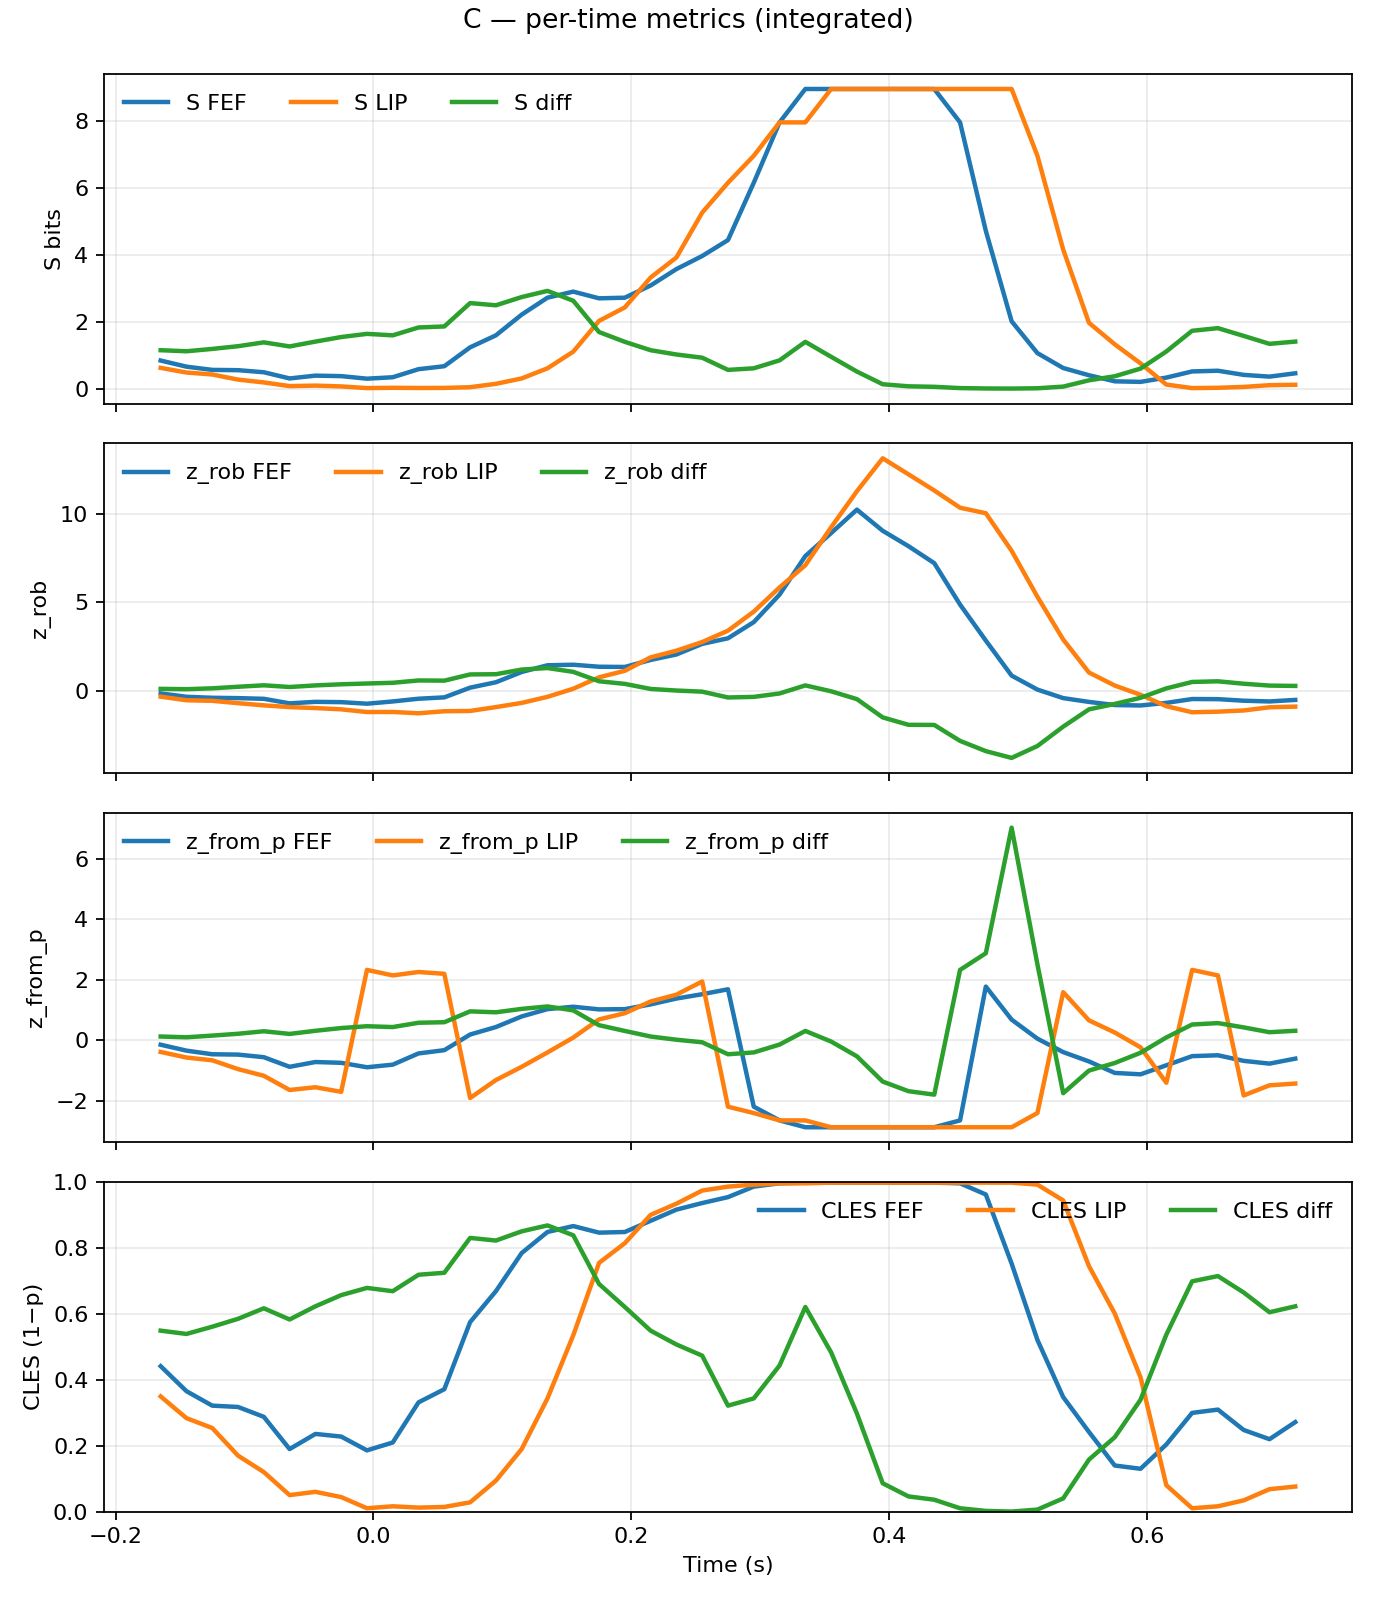 C — per-time metrics (integrated)
S FEF S LIP S diff
8
6
4
2
0
S bits
z_rob FEF z_rob LIP z_rob diff
10
5
0
z_rob
z_from_p FEF z_from_p LIP z_from_p diff
6
4
2
0
−2
z_from_p
CLES FEF CLES LIP CLES diff
1.0
0.8
0.6
0.4
0.2
0.0
CLES (1−p)
−0.2 0.0 0.2 0.4 0.6
Time (s)